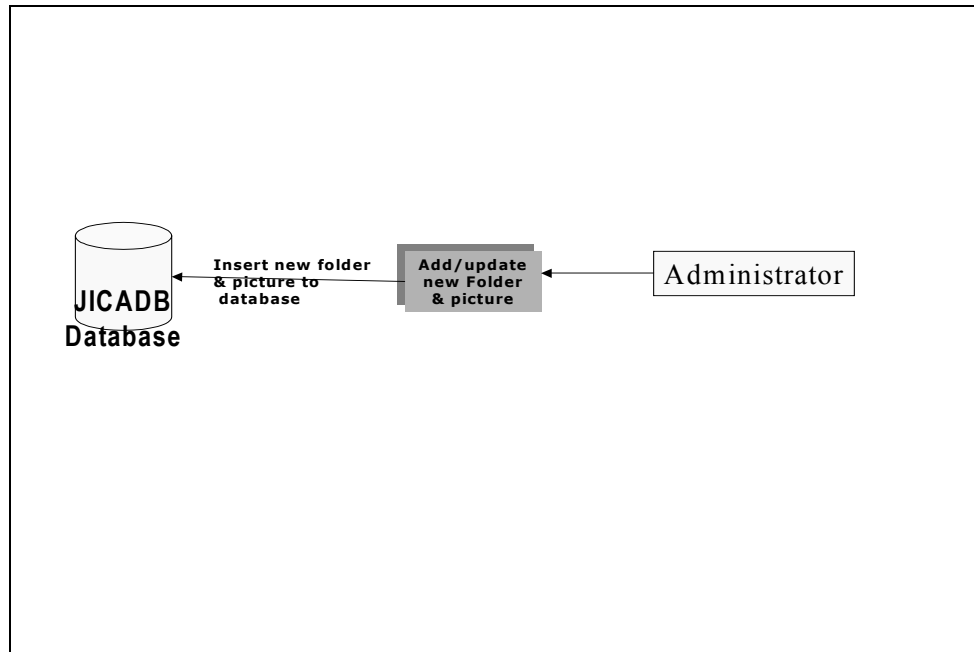 JICADB
Database
Insert new folder
& picture to
database
Add/update
new Folder
& picture
Administrator